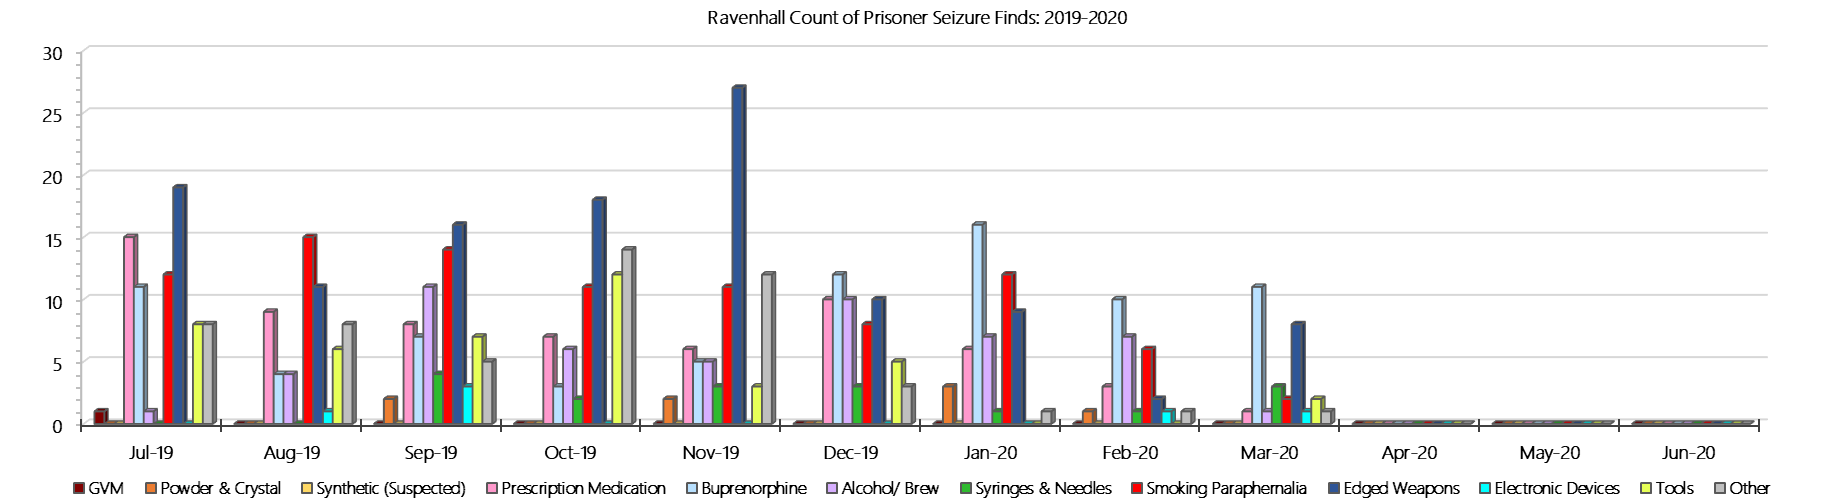 Ravenhall Count of Prisoner Seizure Finds: 2019-2020
30
25
20
15
10
5
0
Jul-19 Aug-19 Sep-19 Oct-19 Nov-19 Dec-19 Jan-20 Feb-20 Mar-20 Apr-20 May-20 Jun-20
GVM Powder & Crystal Synthetic (Suspected) Prescription Medication Buprenorphine Alcohol/ Brew Syringes & Needles Smoking Paraphernalia Edged Weapons Electronic Devices Tools Other